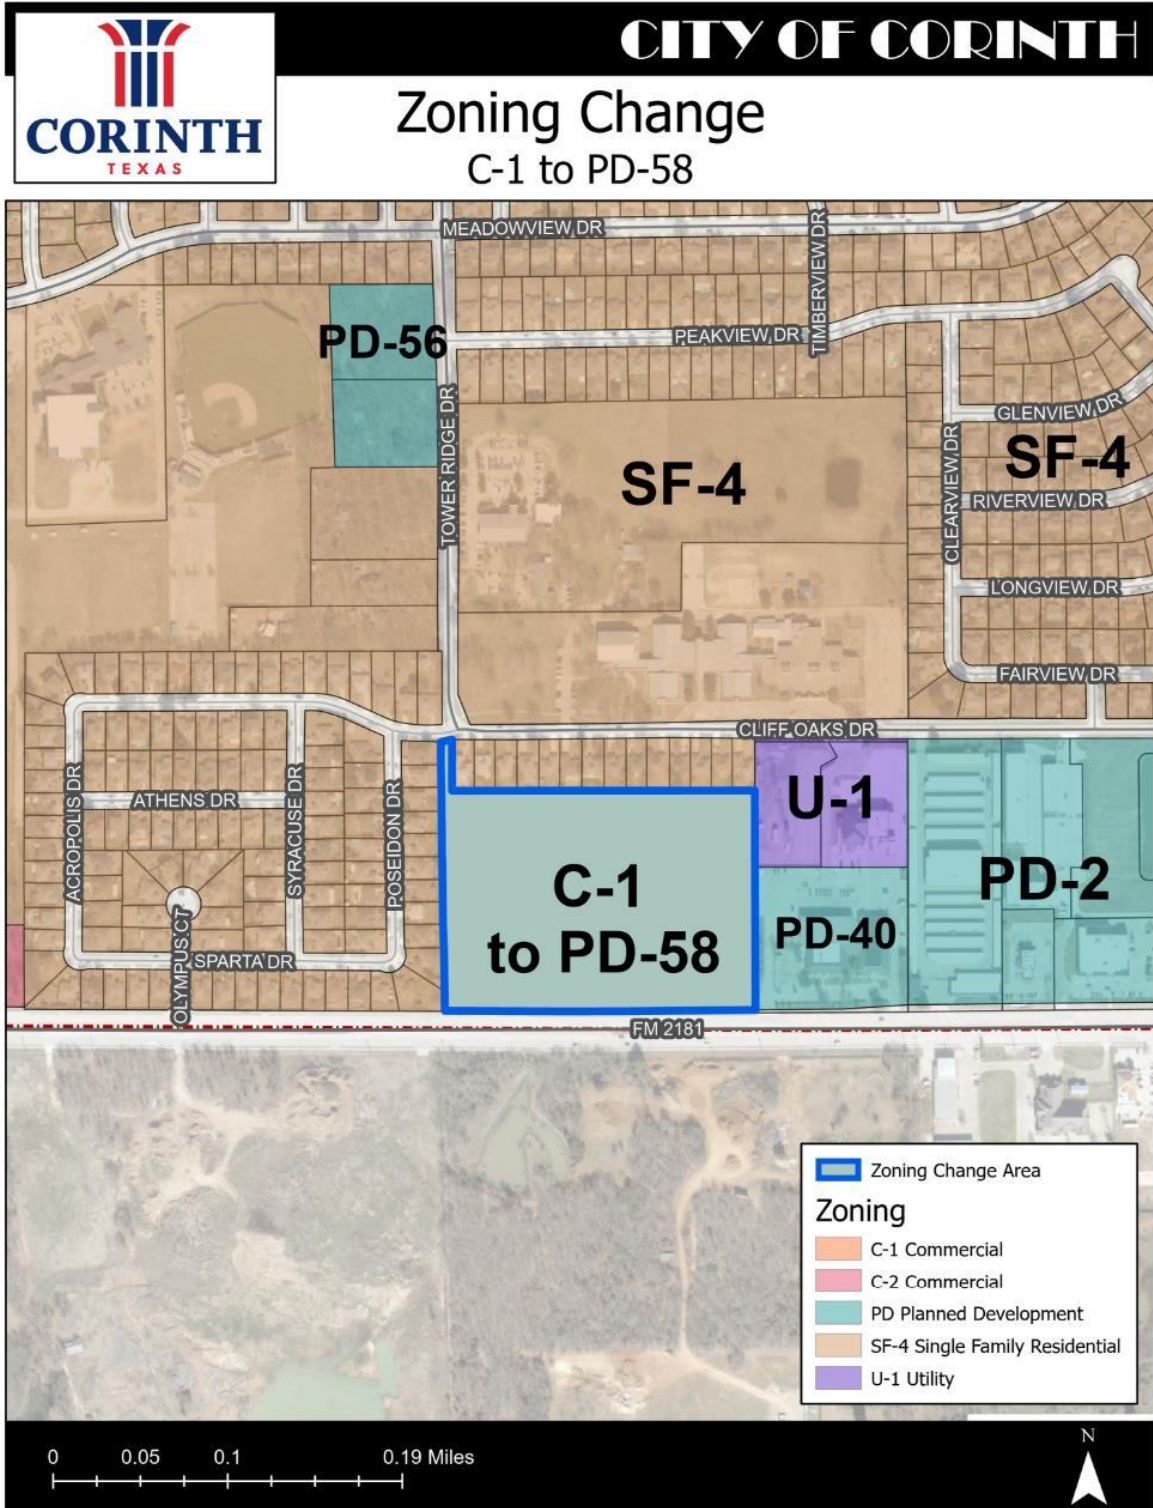 CITY OF CORINTH
CORINTH
TEXAS
Zoning Change
C-1 to PD-58
MEADOWVIEW DR
TIMBERVIEW DR
PEAKVIEW DR
PD-56
TOWER RIDGE DR
SF-4
CLEARVIEW DR
GLENVIEW DR
SF-4
RIVERVIEW DR
LONGVIEW DR
FAIRVIEW DR
CLIFF OAKS DR
ACROPOLIS DR
ATHENS DR
SYRACUSE DR
POSEIDON DR
OLYMPUS CT
SPARTA DR
C-1
to PD-58
U-1
PD-40
PD-2
FM 2181
Zoning Change Area
Zoning
C-1 Commercial
C-2 Commercial
PD Planned Development
SF-4 Single Family Residential
U-1 Utility
0 0.05 0.1 0.19 Miles
N